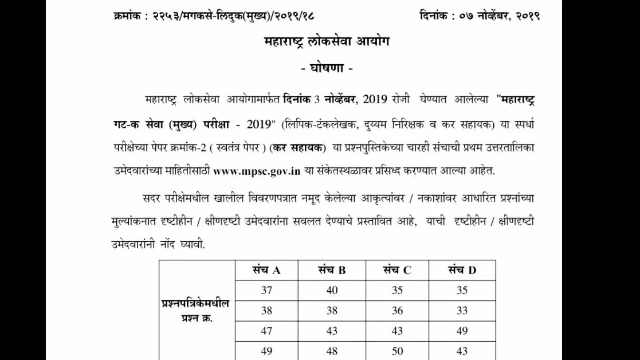 क्रमांक : २२५३/मगकसे-लिदुक(मुख्य)/२०१९/१८ दिनांक : ०७ नोव्हेंबर, २०१९
महाराष्ट्र लोकसेवा आयोग
- घोषणा -
महाराष्ट्र लोकसेवा आयोगामार्फत दिनांक 3 नोव्हेंबर, 2019 रोजी घेण्यात आलेल्या "महाराष्ट्र
गट-क सेवा (मुख्य) परीक्षा - 2019" (लिपिक-टंकलेखक, दुय्यम निरिक्षक व कर सहायक) या स्पर्धा
परीक्षेच्या पेपर क्रमांक-2 ( स्वतंत्र पेपर ) (कर सहायक) या प्रश्नपुस्तिकेच्या चारही संचाची प्रथम उत्तरतालिका
उमेदवारांच्या माहितीसाठी www.mpsc.gov.in या संकेतस्थळावर प्रसिध्द करण्यात आल्या आहेत.
सदर परीक्षेमधील खालील विवरणपत्रात नमूद केलेल्या आकृत्यांवर / नकाशांवर आधारित प्रश्नांच्या
मुल्यांकनात दृष्टीहीन / क्षीणदृष्टी उमेदवारांना सवलत देण्याचे प्रस्तावित आहे, याची दृष्टीहीन / क्षीणदृष्टी
उमेदवारांनी नोंद घ्यावी.
संच A संच B संच C संच D
प्रश्नपत्रिकेमधील प्रश्न क्र.
37 40 35 35
38 38 36 33
47 43 43 49
49 48 50 43